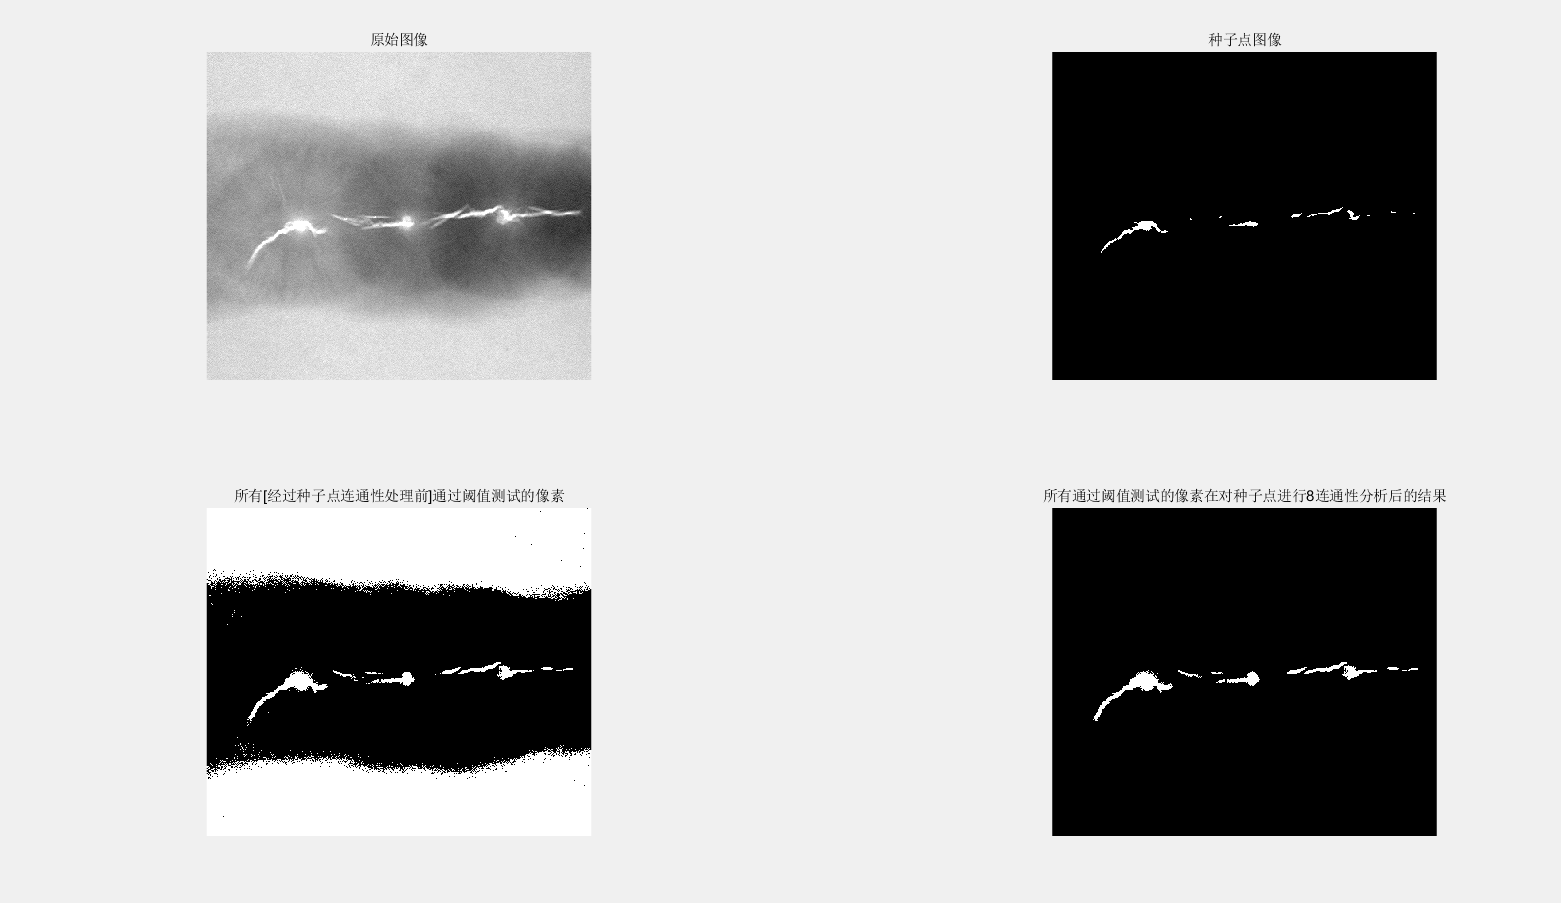 原始图像
种子点图像
所有[经过种子点连通性处理前]通过阈值测试的像素
所有通过阈值测试的像素在对种子点进行8连通性分析后的结果